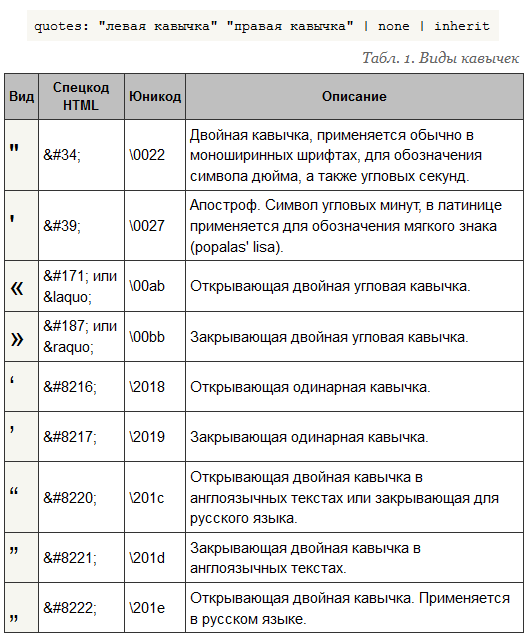 quotes: "левая кавычка" "правая кавычка" | none | inherit
Табл. 1. Виды кавычек
Вид Спецкод HTML Юникод Описание
" &#34; \0022 Двойная кавычка, применяется обычно в
моноширинных шрифтах, для обозначения
символа дюйма, а также угловых секунд.
' &#39; \0027 Апостроф. Символ угловых минут, в латинице
применяется для обозначения мягкого знака
(popalas' lisa).
« &#171; или
&laquo; \00ab Открывающая двойная угловая кавычка.
» &#187; или
&raquo; \00bb Закрывающая двойная угловая кавычка.
‘ &#8216; \2018 Открывающая одинарная кавычка.
’ &#8217; \2019 Закрывающая одинарная кавычка.
“ &#8220; \201c Открывающая двойная кавычка в
англоязычных текстах или закрывающая для
русского языка.
” &#8221; \201d Закрывающая двойная кавычка в
англоязычных текстах.
„ &#8222; \201e Открывающая двойная кавычка. Применяется
в русском языке.